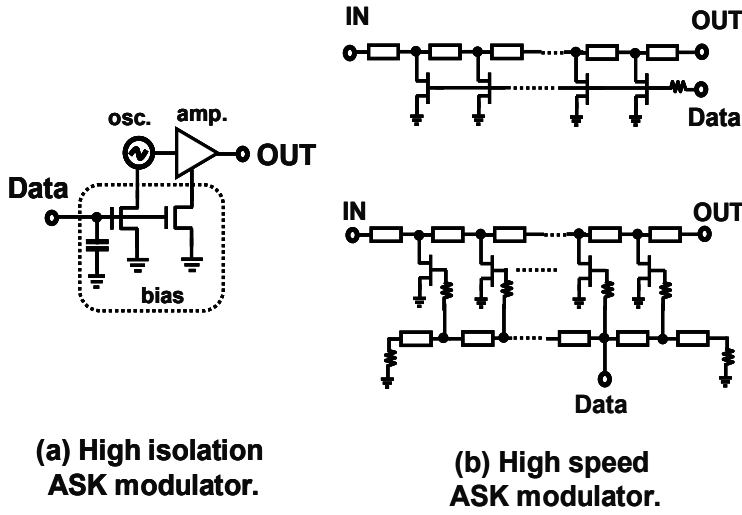 osc.
amp.
OUT
Data
bias
(a) High isolation
ASK modulator.
IN
OUT
Data
IN
OUT
Data
(b) High speed
ASK modulator.